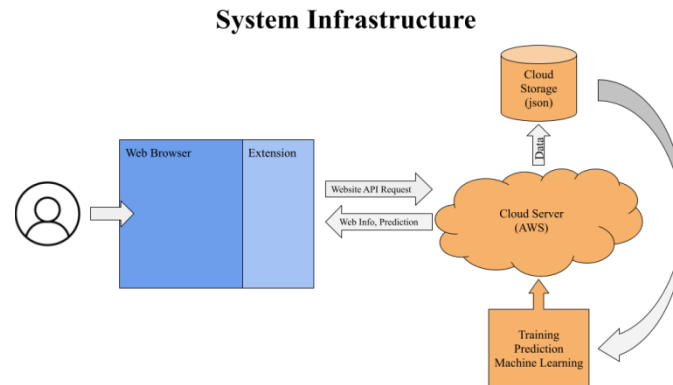 System Infrastructure
Cloud
Storage
(json)
Web Browser
Extension
Data
Website API Request
Web Info, Prediction
Cloud Server
(AWS)
Training
Prediction
Machine Learning